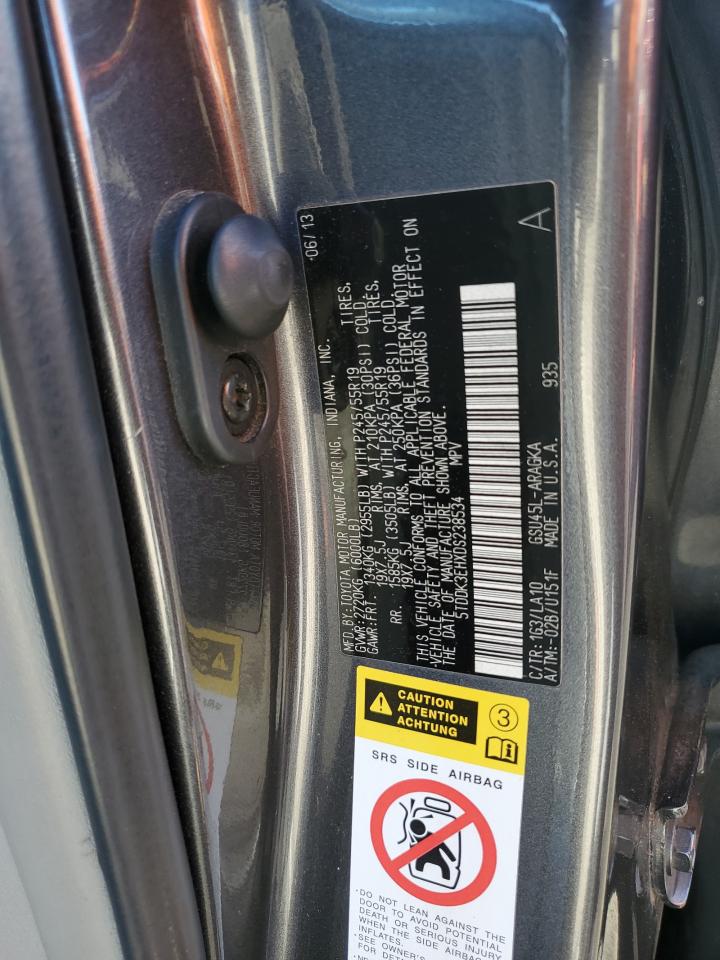 MFD. BY: TOYOTA MOTOR MANUFACTURING, INDIANA, INC. 06/13
GVWR: 2720KG (6000LB)
GAWR: FRT. 1340KG (2955LB) WITH P245/55R19 TIRES,
19X7.5J RIMS, AT 210KPA (30PSI) COLD.
RR. 1585KG (3505LB) WITH P245/55R19 TIRES,
19X7.5J RIMS, AT 250KPA (36PSI) COLD.
THIS VEHICLE CONFORMS TO ALL APPLICABLE FEDERAL MOTOR
VEHICLE SAFETY AND THEFT PREVENTION STANDARDS IN EFFECT ON
THE DATE OF MANUFACTURE SHOWN ABOVE.
5TDDK3EHXDS238534 MPV
C/TR: 1G3/LA10 GSU45L-ARAGKA
A/TM: -02B/U151F MADE IN U.S.A. 935
A
CAUTION
ATTENTION
ACHTUNG
3
SRS SIDE AIRBAG
·DO NOT LEAN AGAINST THE
DOOR TO AVOID POTENTIAL
DEATH OR SERIOUS INJURY
WHEN THE SIDE AIRBAG
INFLATES.
·SEE OWNER'S